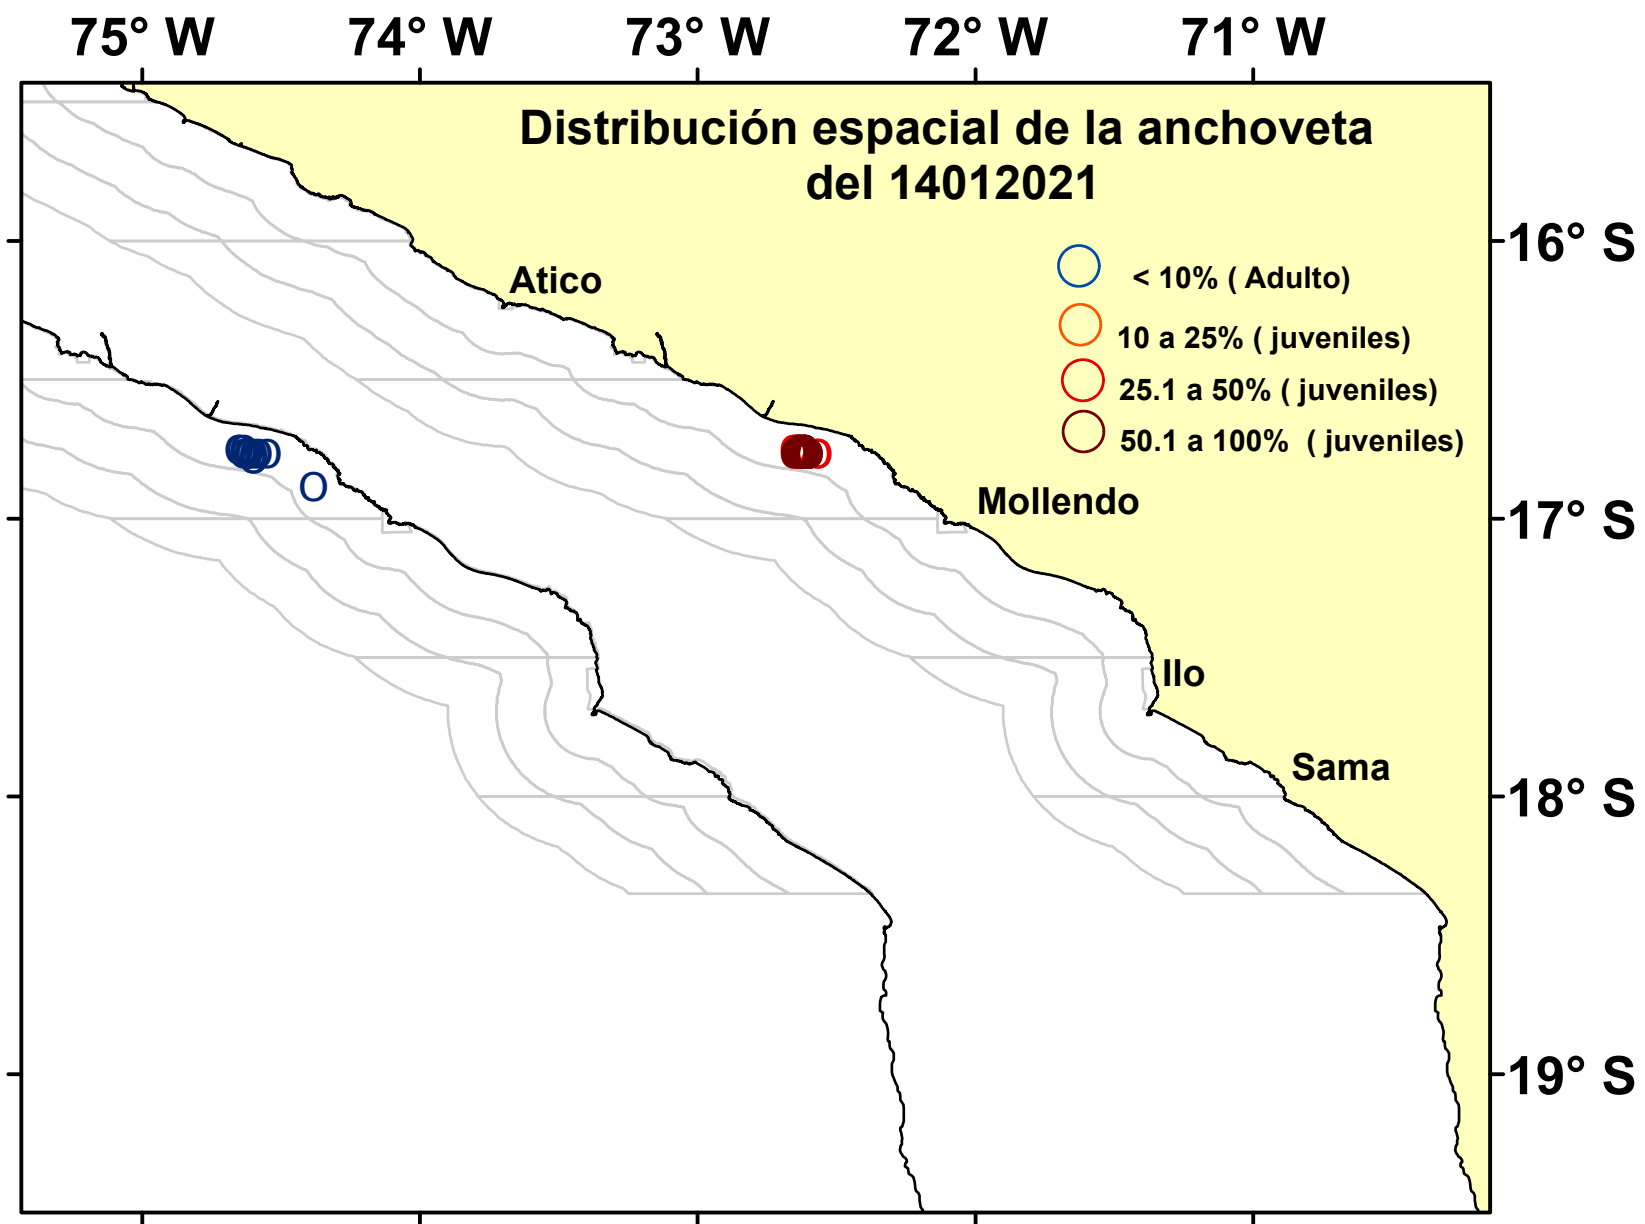 75° W 74° W 73° W 72° W 71° W
Distribución espacial de la anchoveta
del 14012021
16° S
< 10% ( Adulto)
Atico
10 a 25% ( juveniles)
25.1 a 50% ( juveniles)
50.1 a 100% ( juveniles)
Mollendo
17° S
Ilo
Sama
18° S
19° S